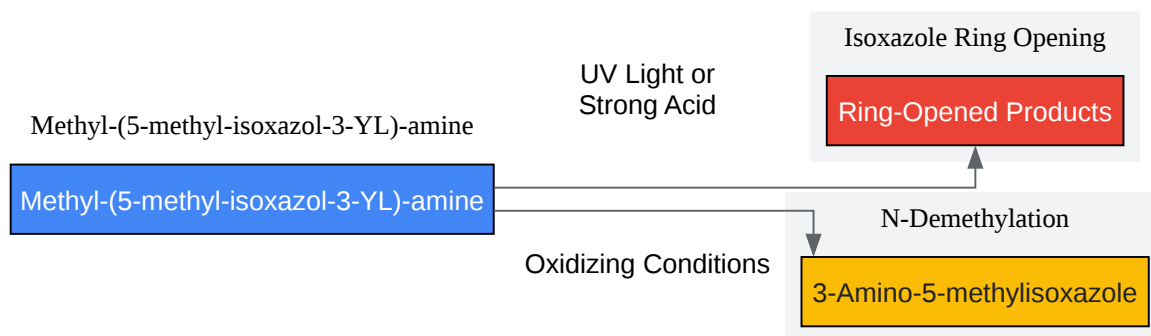 Isoxazole Ring Opening
UV Light or
Strong Acid
Ring-Opened Products
Methyl-(5-methyl-isoxazol-3-YL)-amine
Methyl-(5-methyl-isoxazol-3-YL)-amine
N-Demethylation
Oxidizing Conditions
3-Amino-5-methylisoxazole